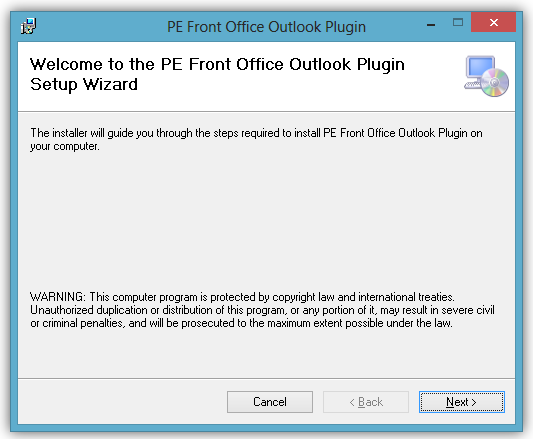 PE Front Office Outlook Plugin
Welcome to the PE Front Office Outlook Plugin
Setup Wizard
The installer will guide you through the steps required to install PE Front Office Outlook Plugin on
your computer.
WARNING: This computer program is protected by copyright law and international treaties.
Unauthorized duplication or distribution of this program, or any portion of it, may result in severe civil
or criminal penalties, and will be prosecuted to the maximum extent possible under the law.
Cancel
< Back
Next >